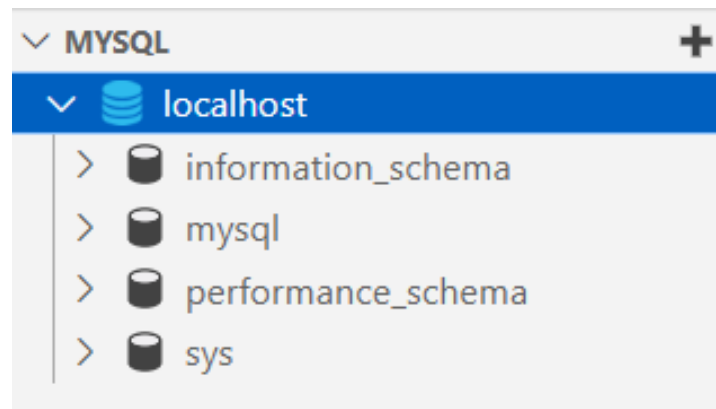 MYSQL
localhost
information_schema
mysql
performance_schema
sys